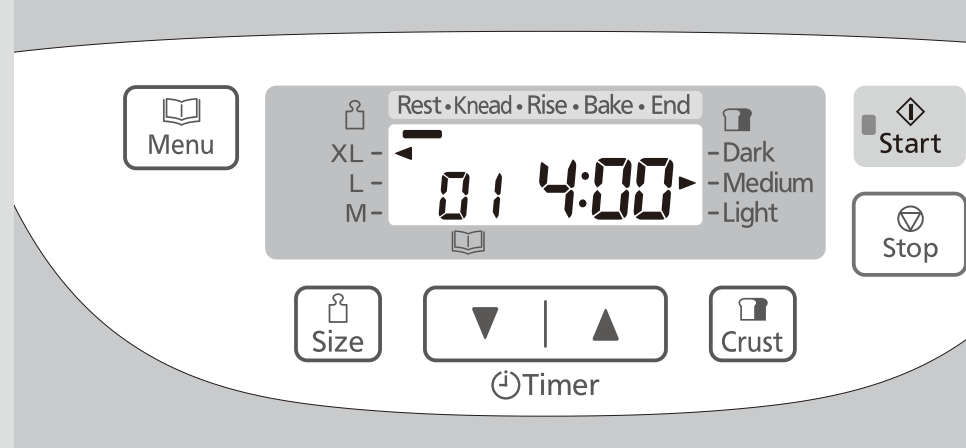 Menu
Rest • Knead • Rise • Bake • End
XL
L
M
01 4:00
Dark
Medium
Light
Start
Stop
Size
Timer
Crust